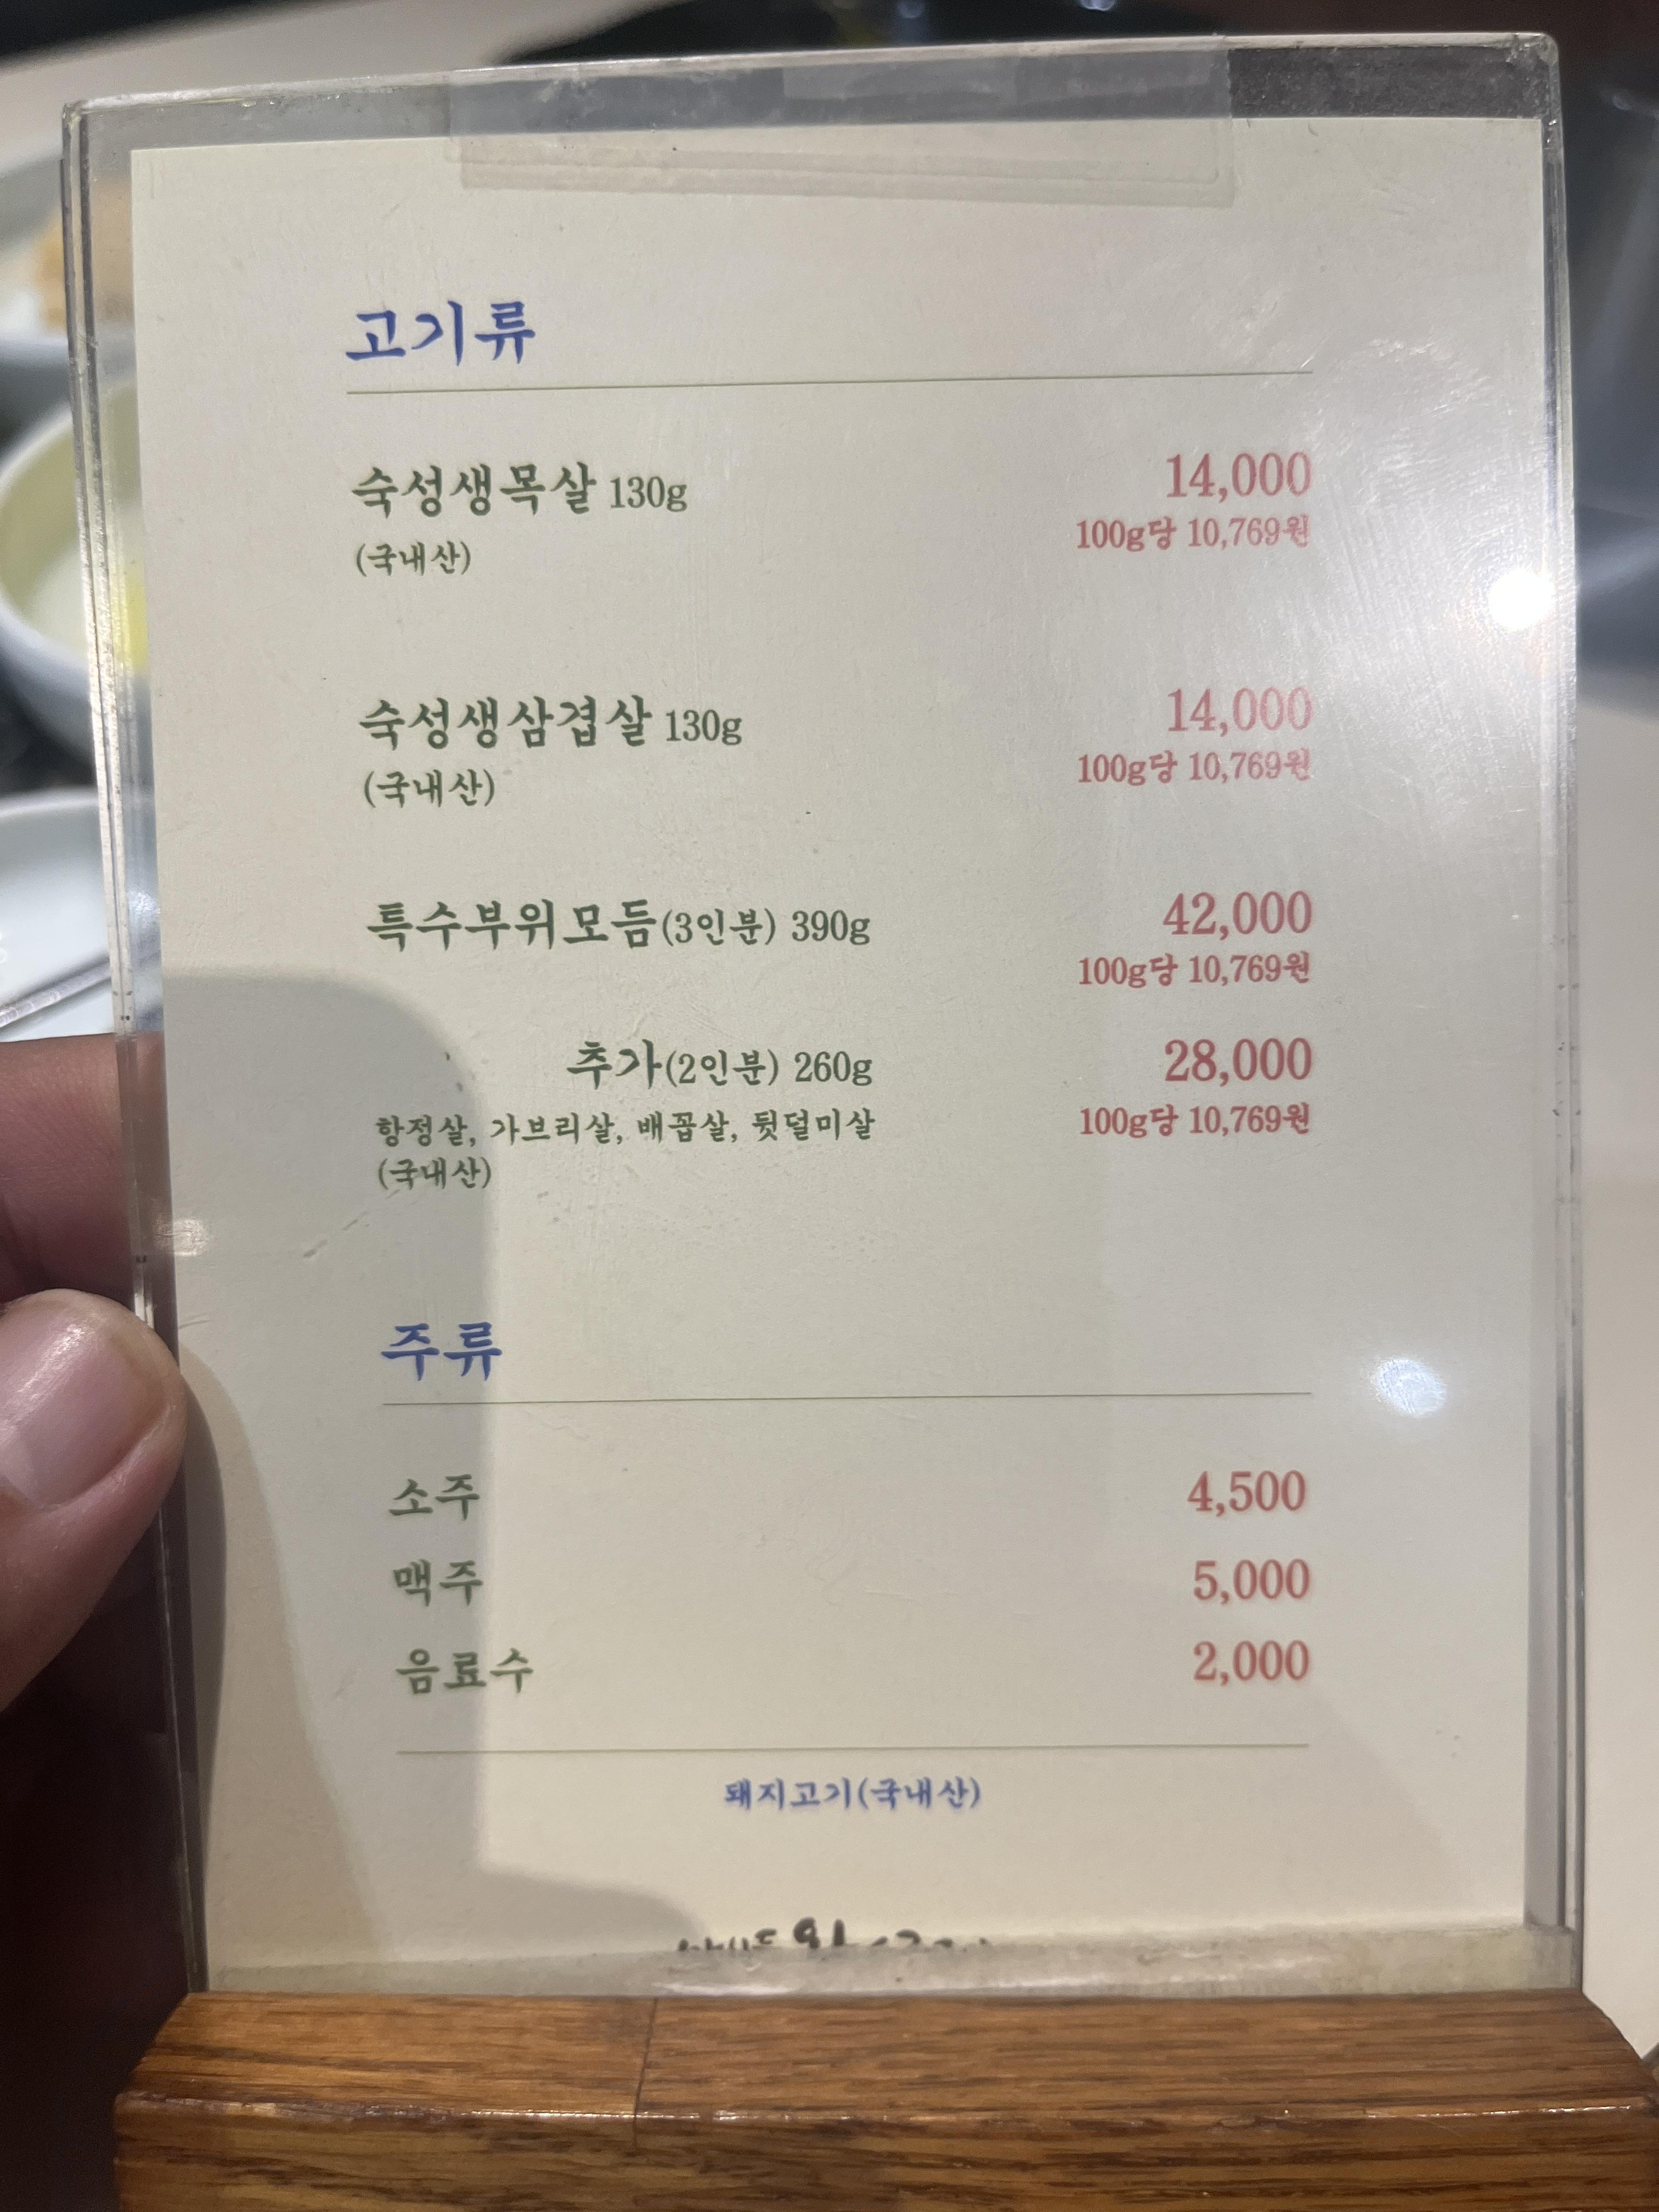 고기류
숙성생목살 130g 14,000
(국내산) 100g당 10,769원
숙성생삼겹살 130g 14,000
(국내산) 100g당 10,769원
특수부위모듬(3인분) 390g 42,000
100g당 10,769원
추가(2인분) 260g 28,000
항정살, 가브리살, 배꼽살, 뒷덜미살 100g당 10,769원
(국내산)
주류
소주 4,500
맥주 5,000
음료수 2,000
돼지고기(국내산)